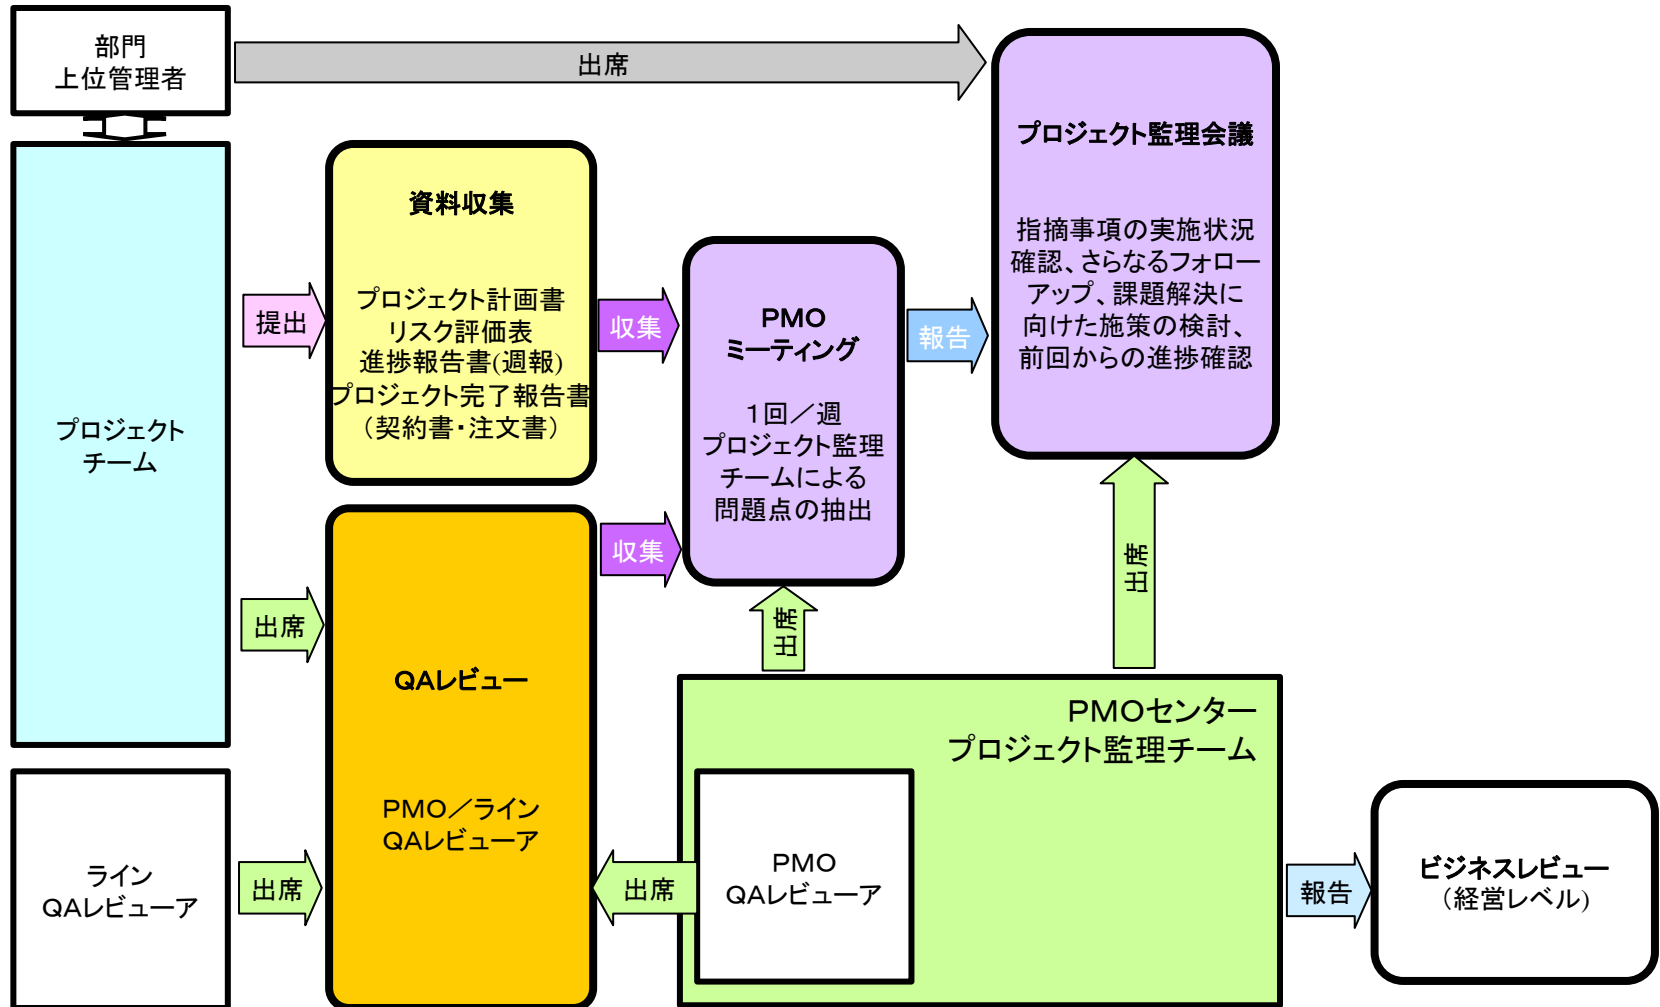 部門
上位管理者
出席
プロジェクト監理会議
指摘事項の実施状況
確認、さらなるフォロー
アップ、課題解決に
向けた施策の検討、
前回からの進捗確認
資料収集
プロジェクト計画書
リスク評価表
進捗報告書(週報)
プロジェクト完了報告書
（契約書・注文書）
提出
収集
PMO
ミーティング
１回／週
プロジェクト監理
チームによる
問題点の抽出
報告
プロジェクト
チーム
収集
出席
出席
出席
QAレビュー
PMO／ライン
QAレビューア
PMOセンター
プロジェクト監理チーム
ライン
QAレビューア
出席
出席
PMO
QAレビューア
報告
ビジネスレビュー
（経営レベル)